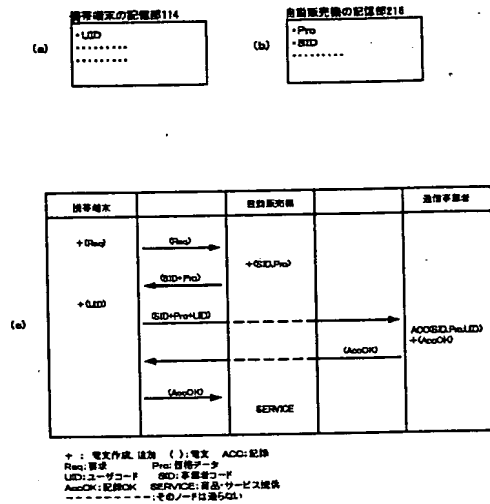 携帯端末の記憶部114
自動販売機の記憶部216
(a)
・UID
・・・・・・・・・
・・・・・・・・・
(b)
・Pro
・SID
・・・・・・・・・
携帯端末 自動販売機 通信事業者
+(Req) (Req)
+(SID,Pro)
(SID+Pro)
+(UID)
(SID+Pro+UID)
(c)
ACC(SID,Pro,UID)
+(AccOK)
(AccOK)
(AccOK)
SERVICE
+ : 電文作成、追加 ( ):電文 ACC:記録
Req:要求 Pro:価格データ
UID:ユーザコード SID:事業者コード
AccOK:記録OK SERVICE:商品・サービス提供
----------:そのノードは通らない